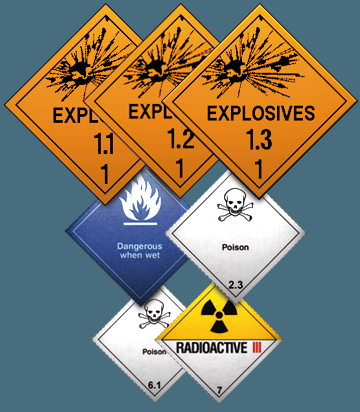 EXPL
1.1
1
EXPL
1.2
1
EXPLOSIVES
1.3
1
Dangerous
when wet
Poison
2.3
Poison
6.1
RADIOACTIVE III
7